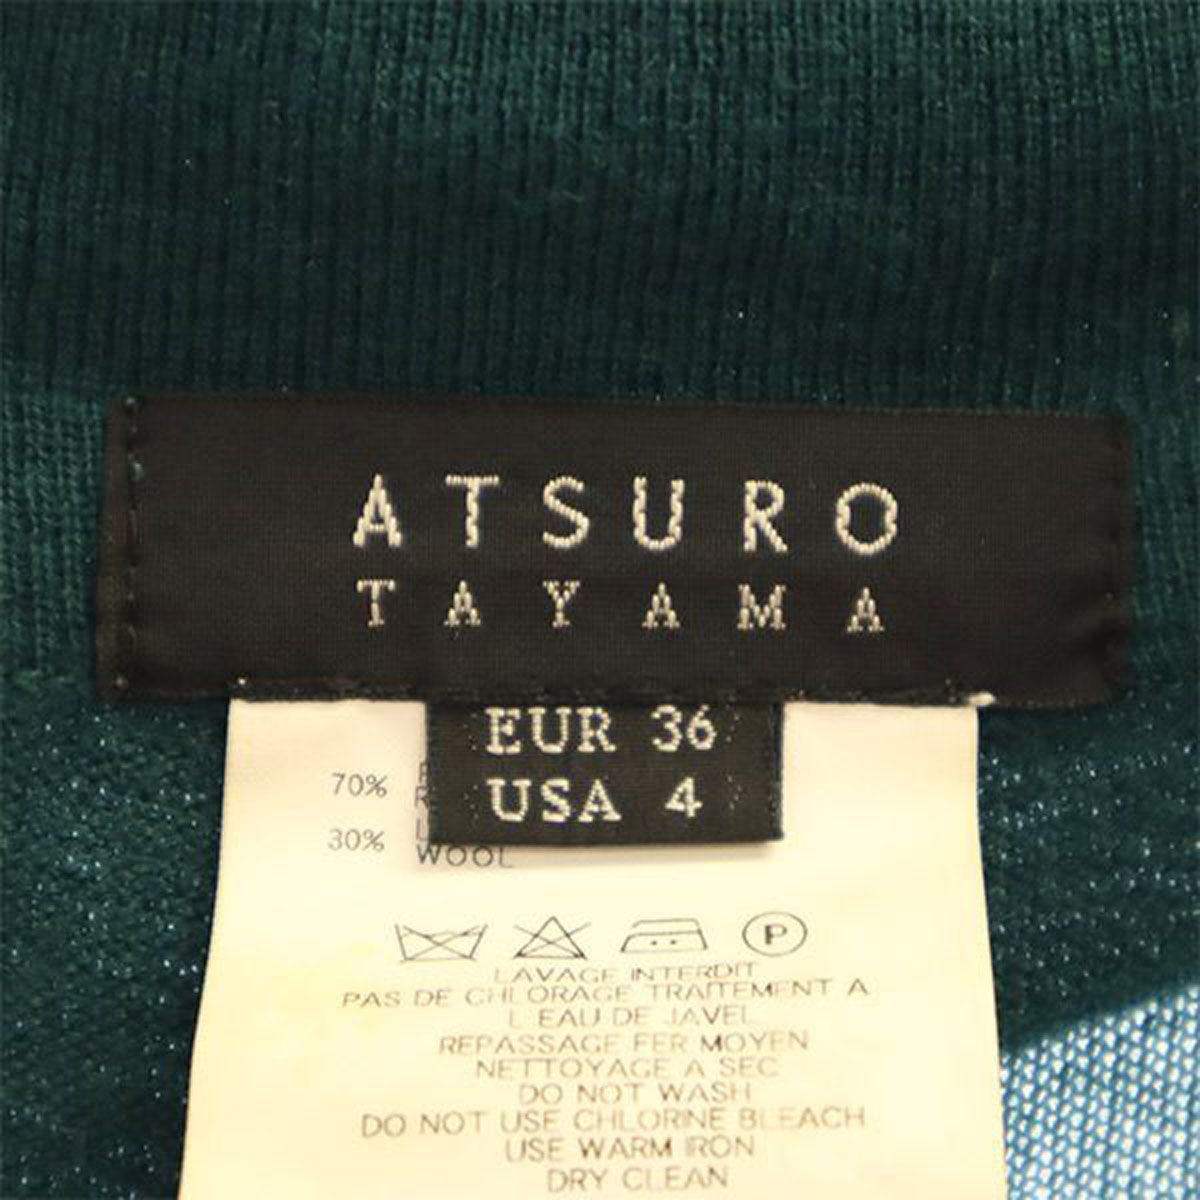 ATSURO
TAYAMA
EUR 36
USA 4
70%
30%
WOOL
P
LAVAGE INTERDIT
PAS DE CHLORAGE TRAITEMENT A
L EAU DE JAVEL
REPASSAGE FER MOYEN
NETTOYAGE A SEC
DO NOT WASH
DO NOT USE CHLORINE BLEACH
USE WARM IRON
DRY CLEAN